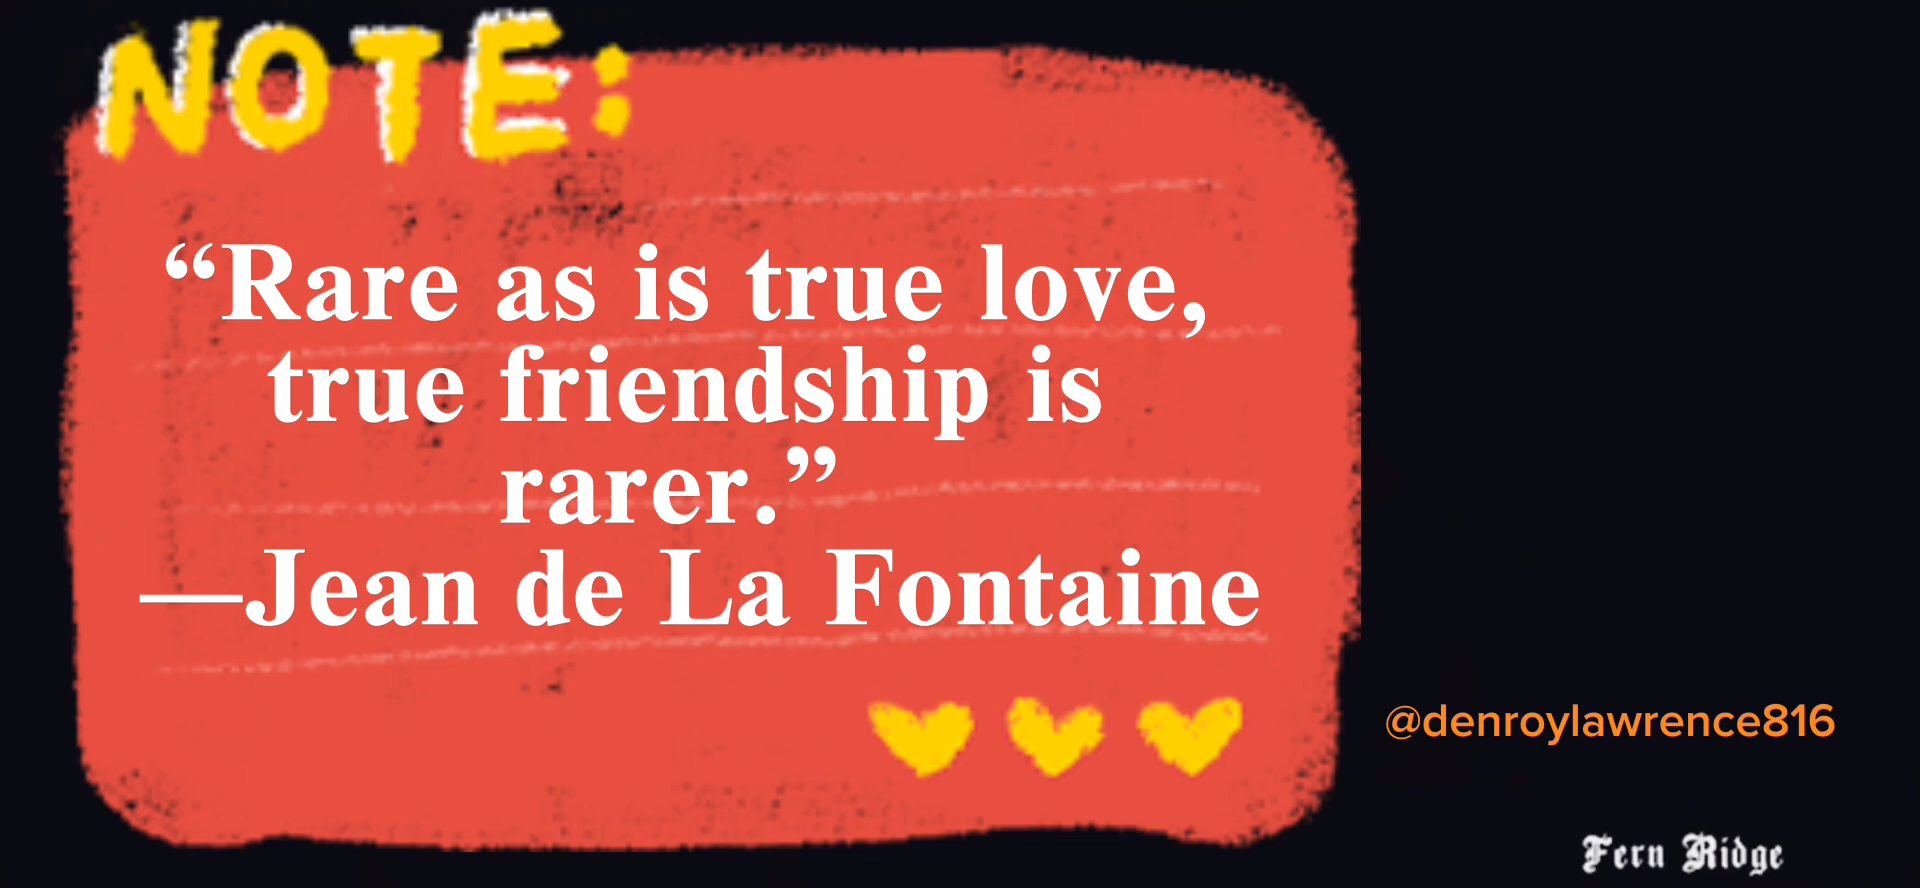 NOTE:
“Rare as is true love,
true friendship is
rarer.”
—Jean de La Fontaine
@denroylawrence816
Fern Ridge